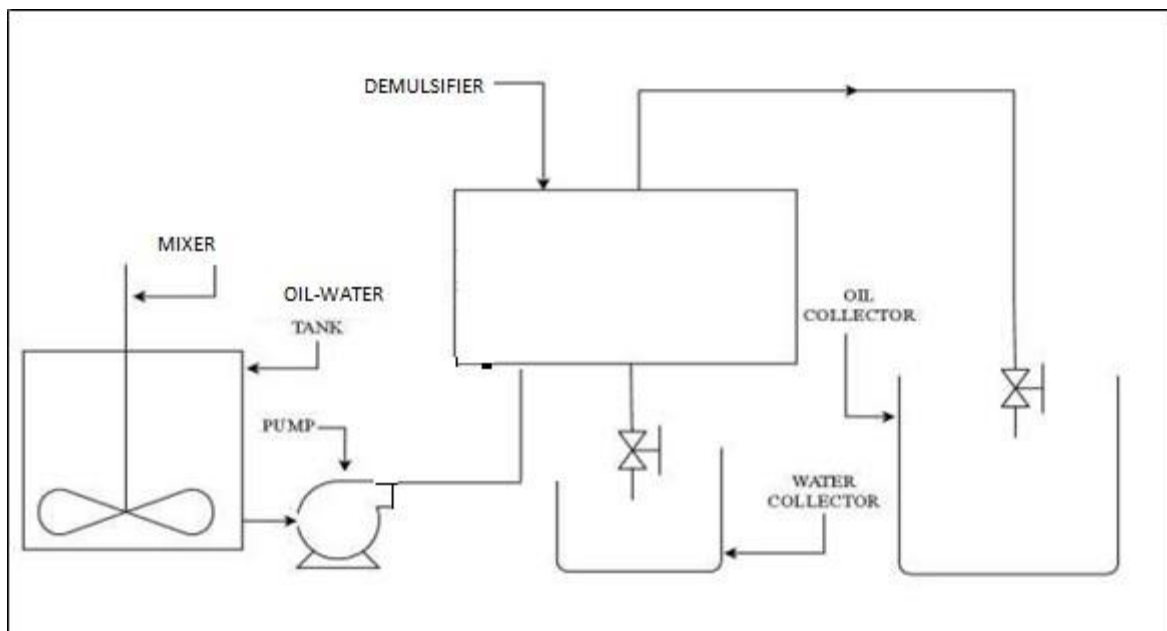 DEMULSIFIER
MIXER
OIL-WATER
TANK
OIL
COLLECTOR
PUMP
WATER
COLLECTOR